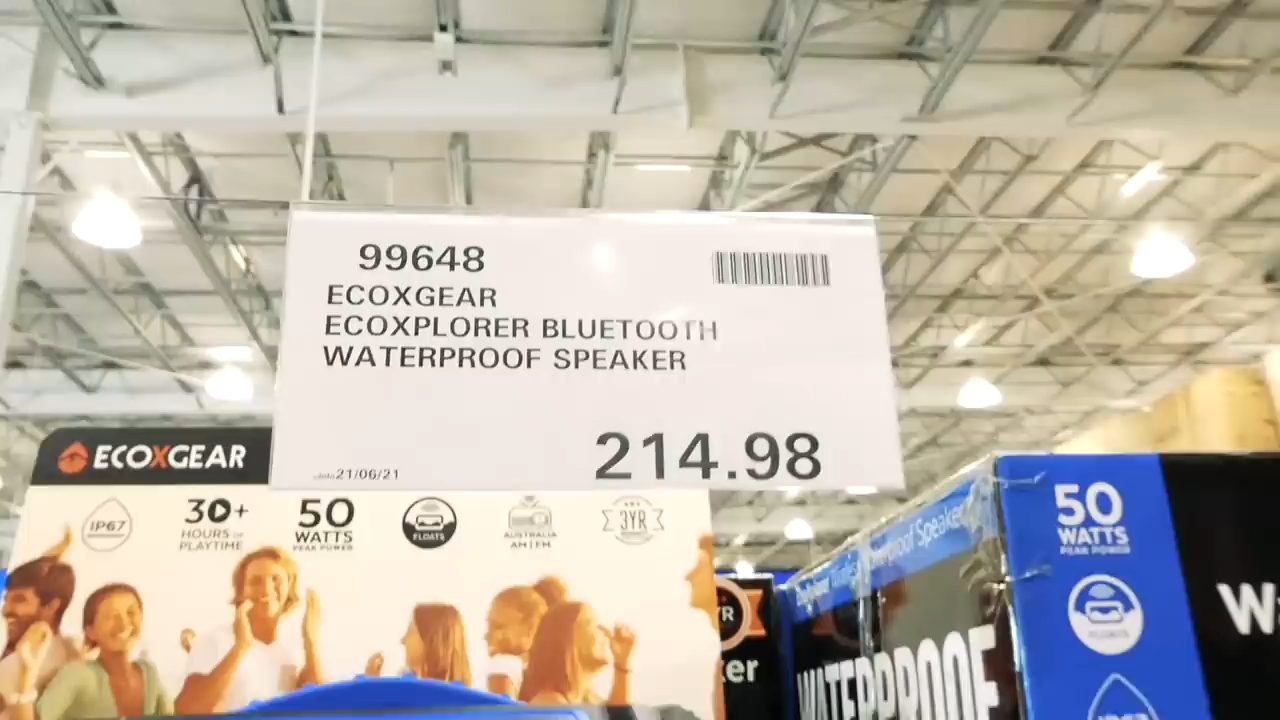 99648
ECOXGEAR
ECOXPLORER BLUETOOTH
WATERPROOF SPEAKER
214.98
21/06/21
ECOXGEAR
IP67
30+
HOURS OF
PLAYTIME
50
WATTS
PEAK POWER
FLOATS
AUSTRALIA
AM | FM
3YR
YR
Speaker
WATERPROOF
50
WATTS
PEAK POWER
FLOATS